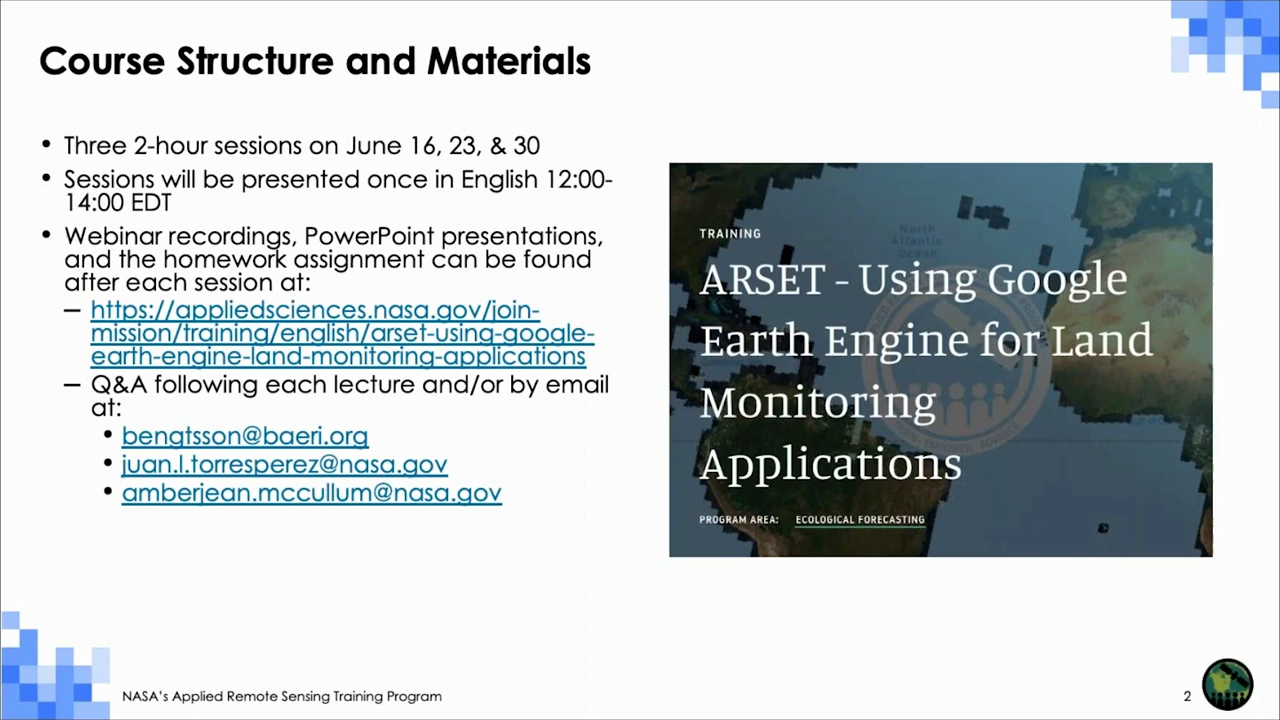 Course Structure and Materials
• Three 2-hour sessions on June 16, 23, & 30
• Sessions will be presented once in English 12:00-
14:00 EDT
• Webinar recordings, PowerPoint presentations,
and the homework assignment can be found
after each session at:
– https://appliedsciences.nasa.gov/join-
mission/training/english/arset-using-google-
earth-engine-land-monitoring-applications
– Q&A following each lecture and/or by email
at:
• bengtsson@baeri.org
• juan.l.torresperez@nasa.gov
• amberjean.mccullum@nasa.gov
North
Atlantic
Ocean
TRAINING
ARSET - Using Google
Earth Engine for Land
Monitoring
Applications
PROGRAM AREA: ECOLOGICAL FORECASTING
NASA's Applied Remote Sensing Training Program
2